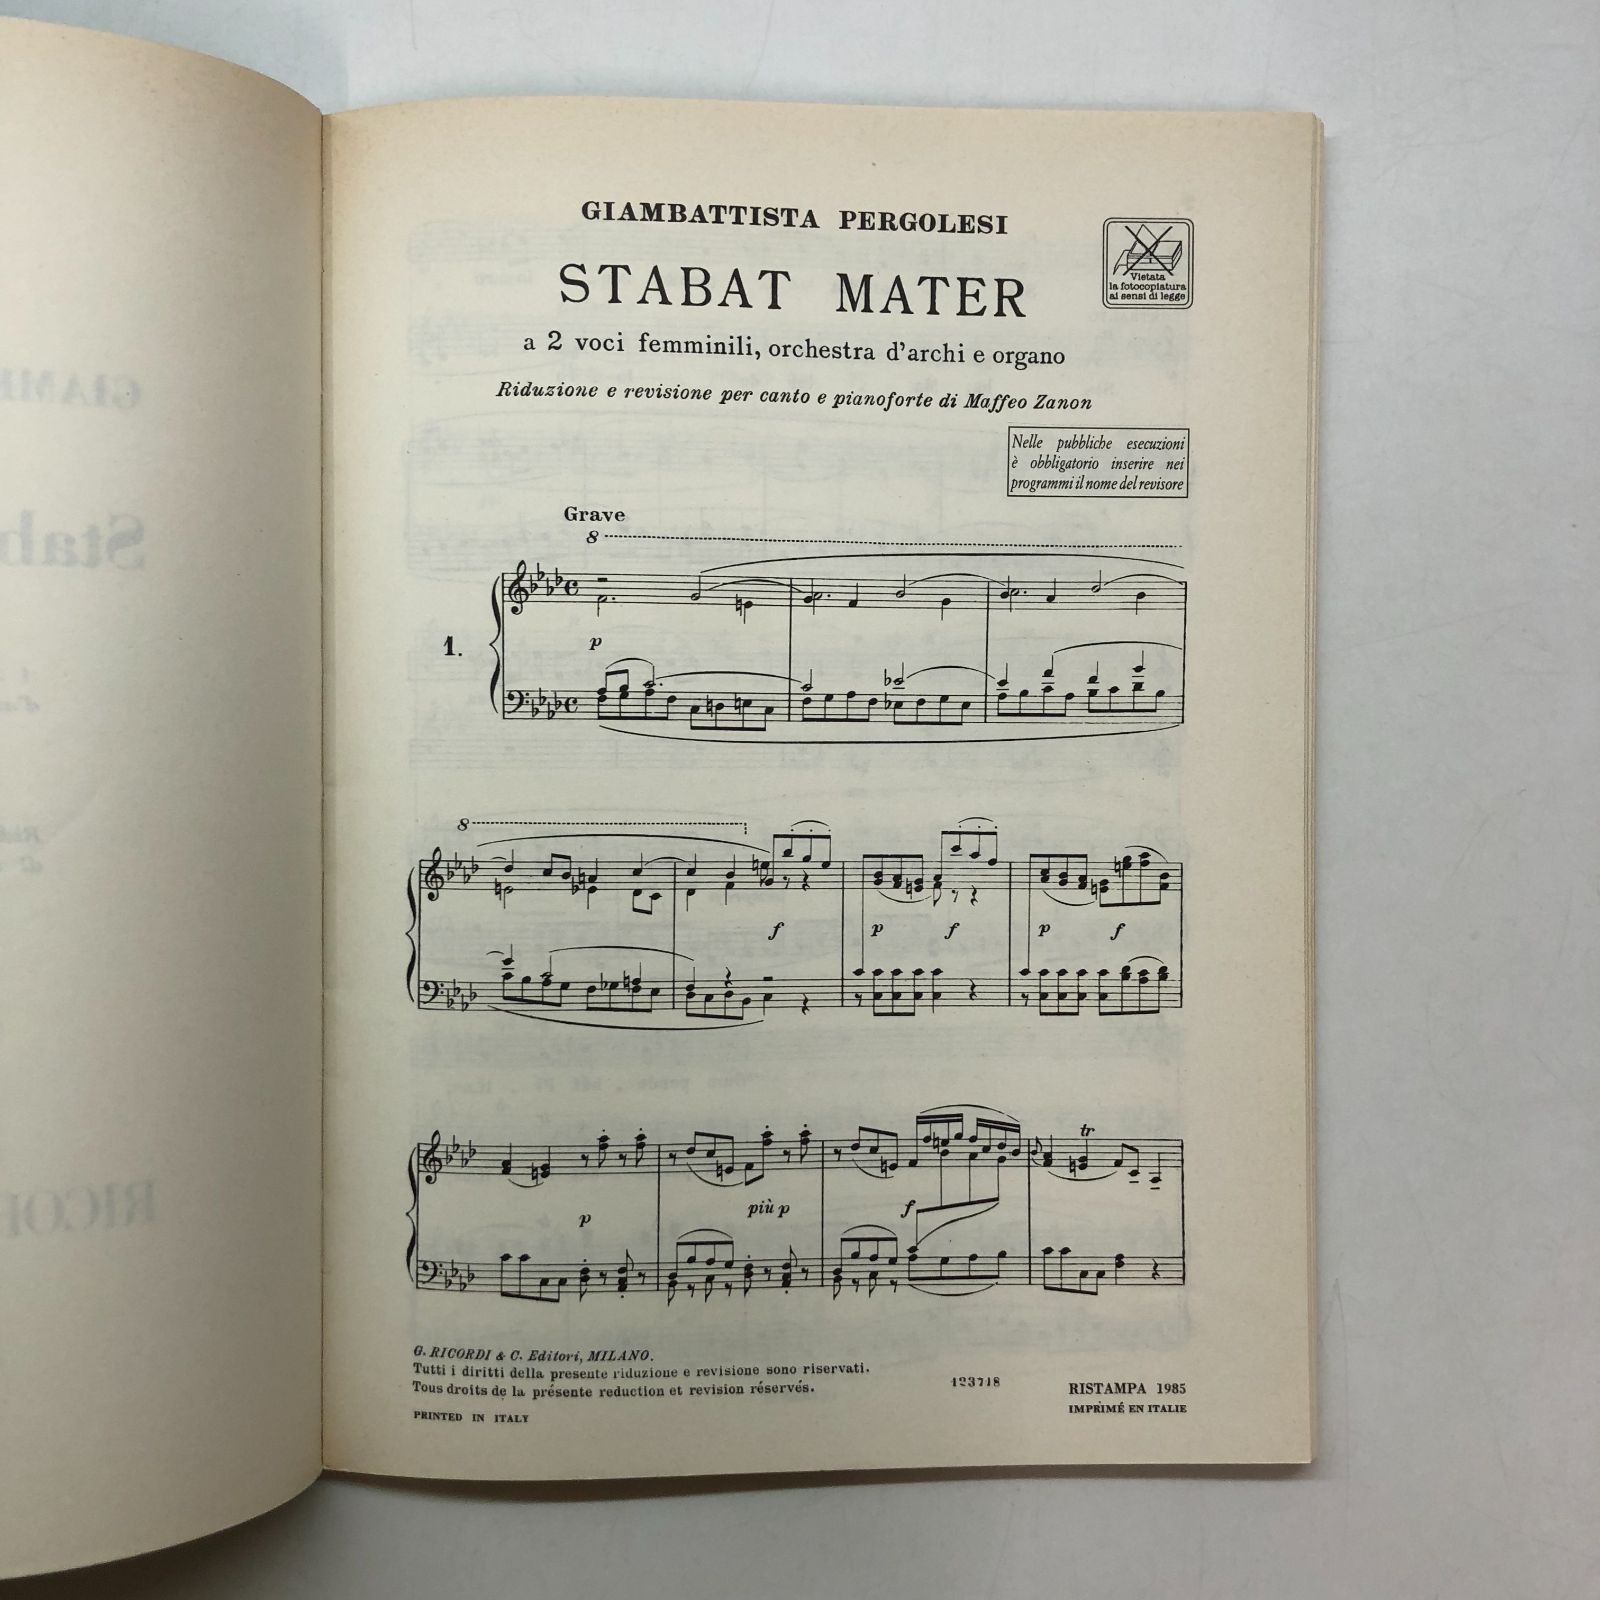 GIAMBATTISTA PERGOLESI
STABAT MATER
a 2 voci femminili, orchestra d'archi e organo
Riduzione e revisione per canto e pianoforte di Maffeo Zanon
Vietata
la fotocopiatura
ai sensi di legge
Nelle pubbliche esecuzioni
è obbligatorio inserire nei
programmi il nome del revisore
Grave
8
1.
p
8
f p f p f
tr
p più p f
G. RICORDI & C. Editori, MILANO.
Tutti i diritti della presente riduzione e revisione sono riservati.
Tous droits de la présente reduction et revision réservés.
PRINTED IN ITALY
123718
RISTAMPA 1985
IMPRIMÉ EN ITALIE